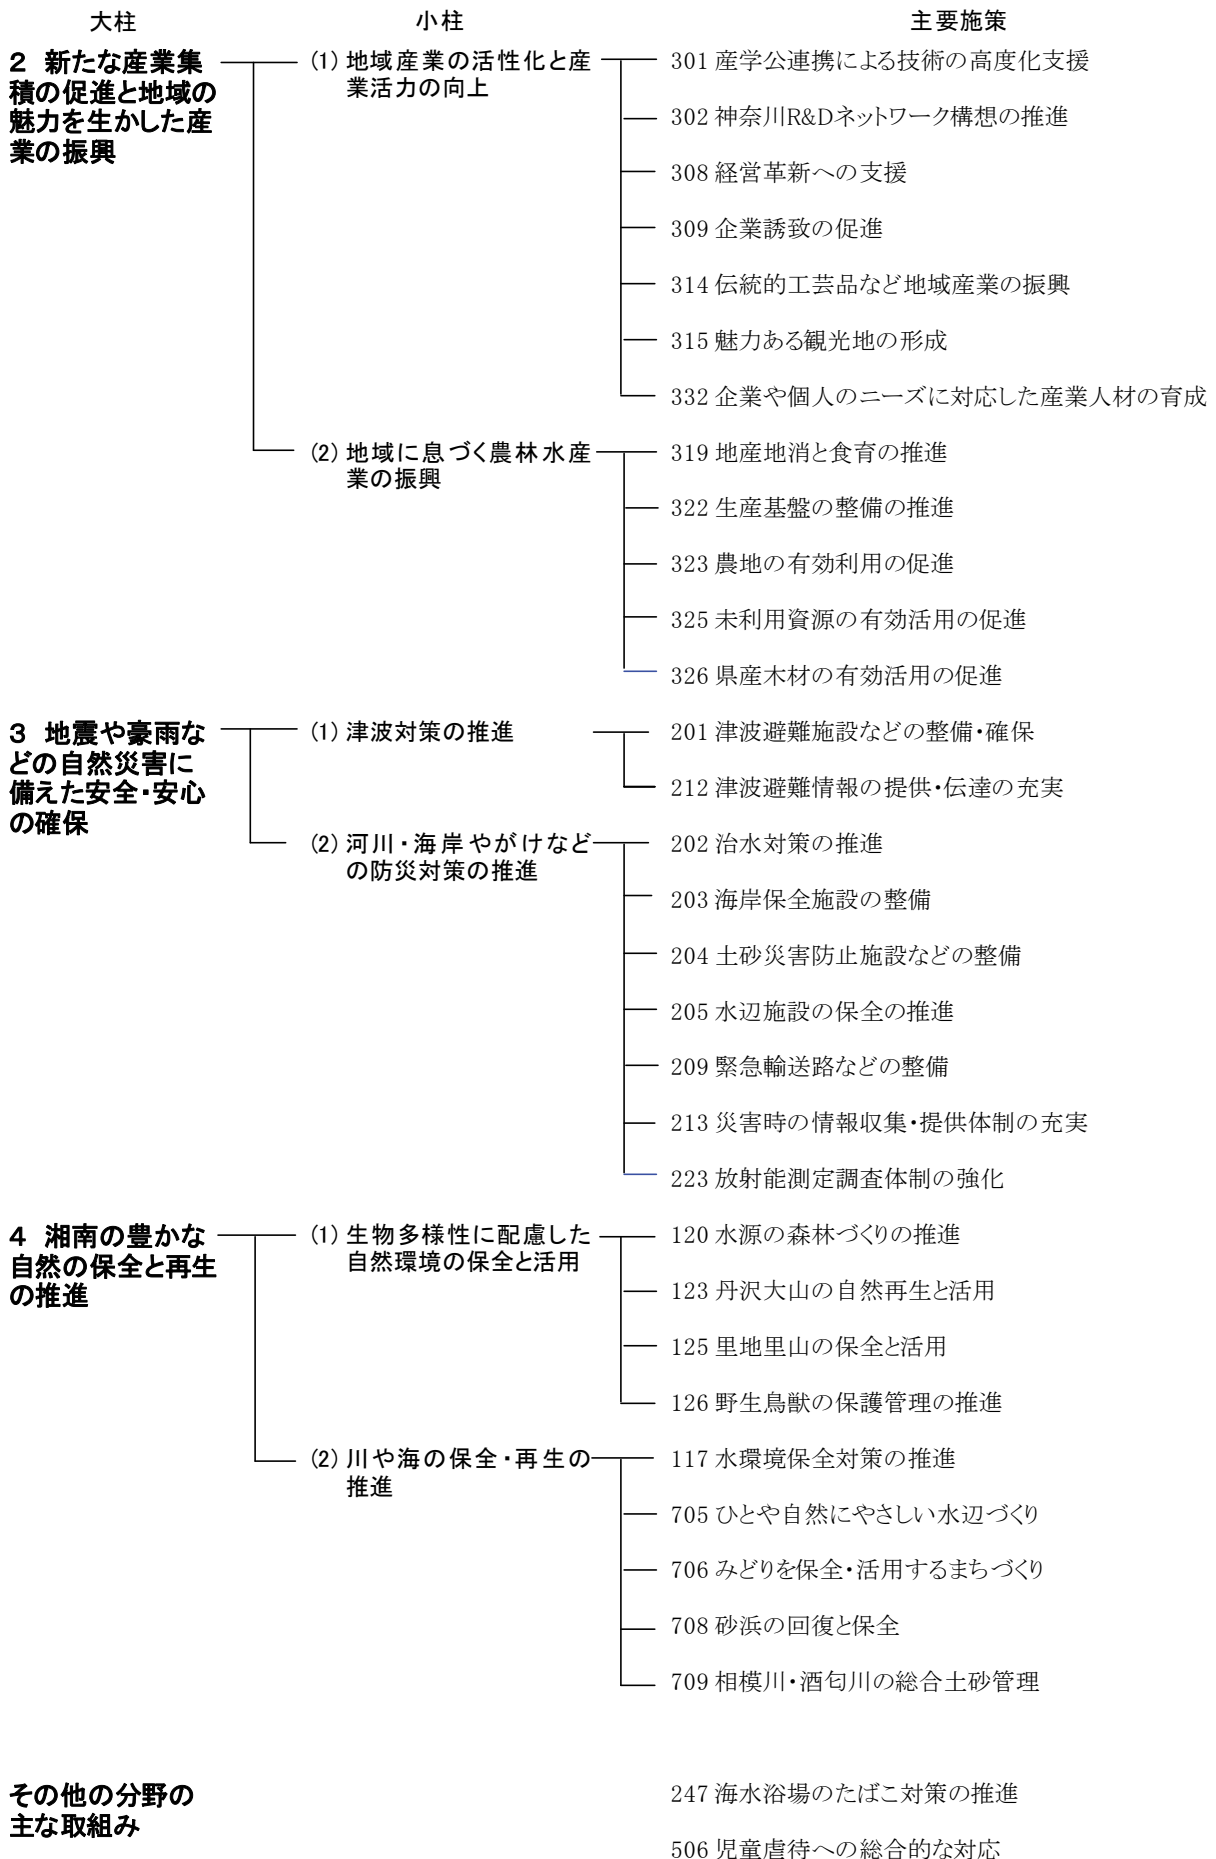 大柱 小柱 主要施策
2 新たな産業集
積の促進と地域の
魅力を生かした産
業の振興
(1) 地域産業の活性化と産
業活力の向上
301 産学公連携による技術の高度化支援
302 神奈川R&Dネットワーク構想の推進
308 経営革新への支援
309 企業誘致の促進
314 伝統的工芸品など地域産業の振興
315 魅力ある観光地の形成
332 企業や個人のニーズに対応した産業人材の育成
(2) 地域に息づく農林水産
業の振興
319 地産地消と食育の推進
322 生産基盤の整備の推進
323 農地の有効利用の促進
325 未利用資源の有効活用の促進
326 県産木材の有効活用の促進
3 地震や豪雨な
どの自然災害に
備えた安全・安心
の確保
(1) 津波対策の推進
201 津波避難施設などの整備・確保
212 津波避難情報の提供・伝達の充実
(2) 河川・海岸やがけなど
の防災対策の推進
202 治水対策の推進
203 海岸保全施設の整備
204 土砂災害防止施設などの整備
205 水辺施設の保全の推進
209 緊急輸送路などの整備
213 災害時の情報収集・提供体制の充実
223 放射能測定調査体制の強化
4 湘南の豊かな
自然の保全と再生
の推進
(1) 生物多様性に配慮した
自然環境の保全と活用
120 水源の森林づくりの推進
123 丹沢大山の自然再生と活用
125 里地里山の保全と活用
126 野生鳥獣の保護管理の推進
(2) 川や海の保全・再生の
推進
117 水環境保全対策の推進
705 ひとや自然にやさしい水辺づくり
706 みどりを保全・活用するまちづくり
708 砂浜の回復と保全
709 相模川・酒匂川の総合土砂管理
その他の分野の
主な取組み
247 海水浴場のたばこ対策の推進
506 児童虐待への総合的な対応